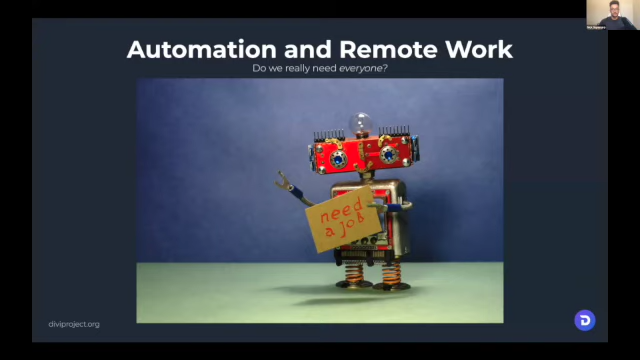 Automation and Remote Work
Do we really need everyone?
need
a job
diviproject.org
D